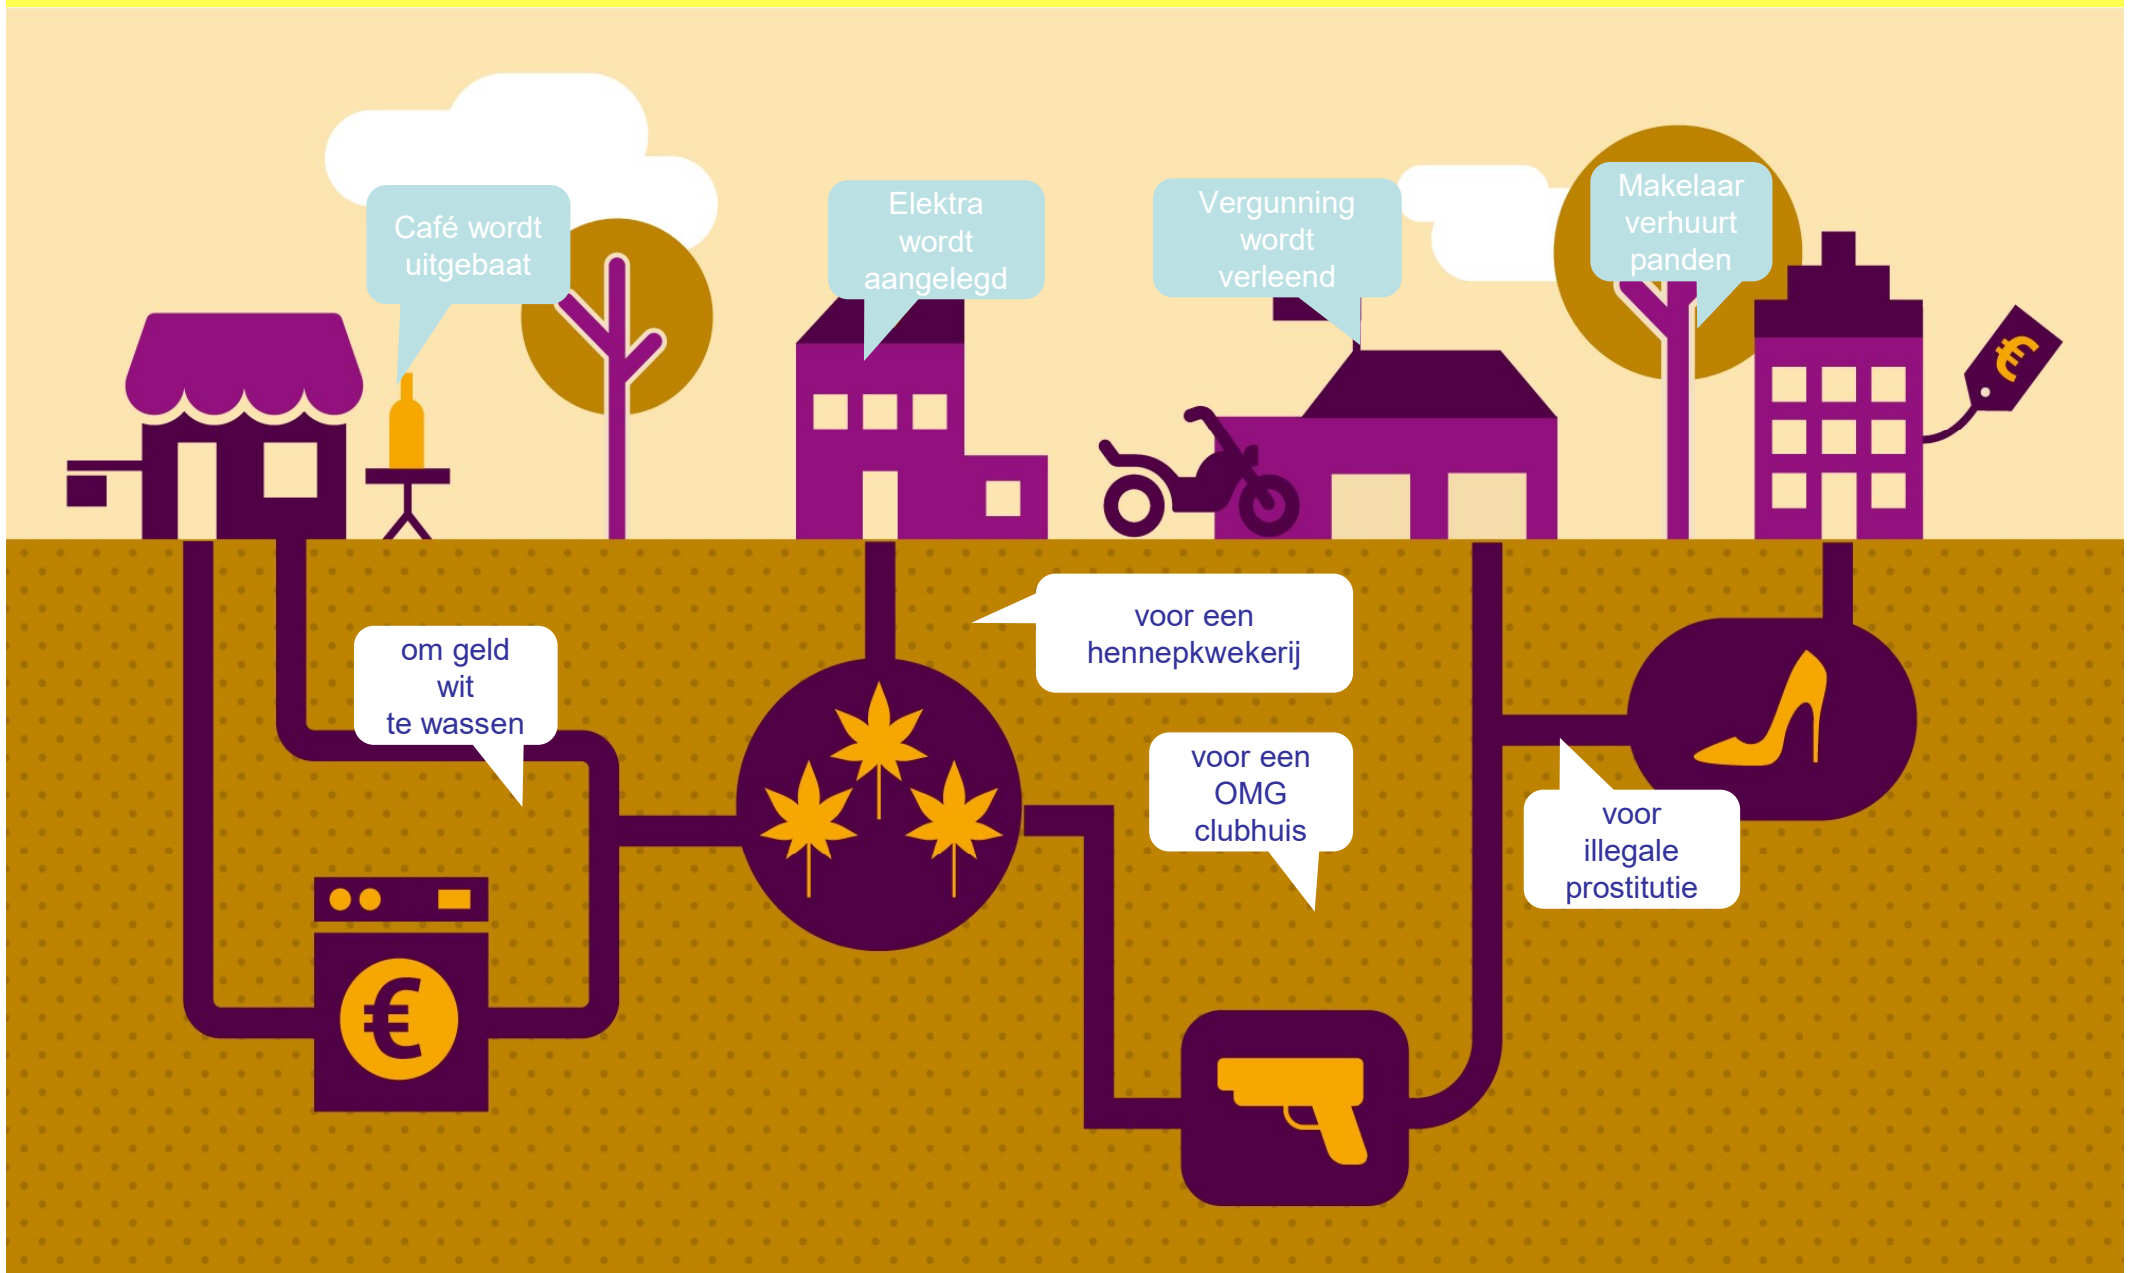 Café wordt
uitgebaat
Elektra
wordt
aangelegd
Vergunning
wordt
verleend
Makelaar
verhuurt
panden
€
om geld
wit
te wassen
voor een
hennepkwekerij
voor een
OMG
clubhuis
voor
illegale
prostitutie
€